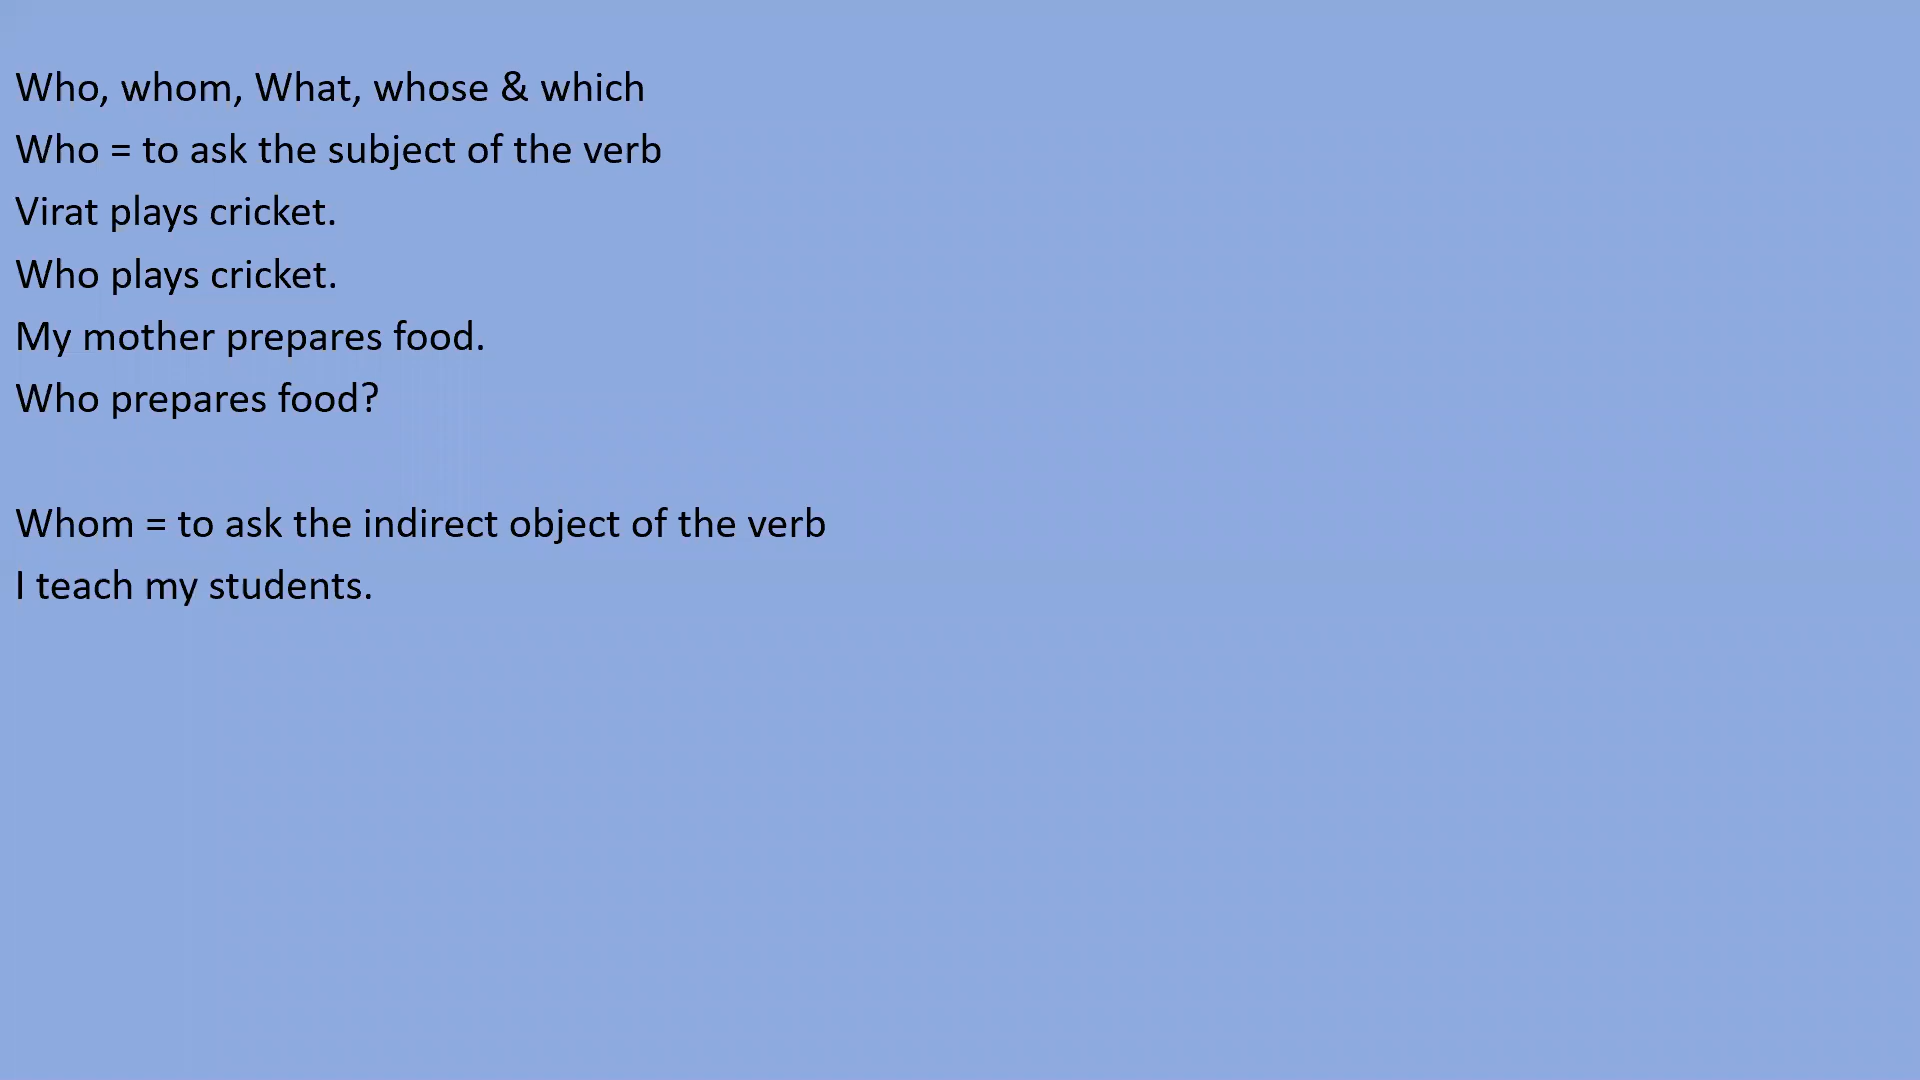 Who, whom, What, whose & which
Who = to ask the subject of the verb
Virat plays cricket.
Who plays cricket.
My mother prepares food.
Who prepares food?
Whom = to ask the indirect object of the verb
I teach my students.